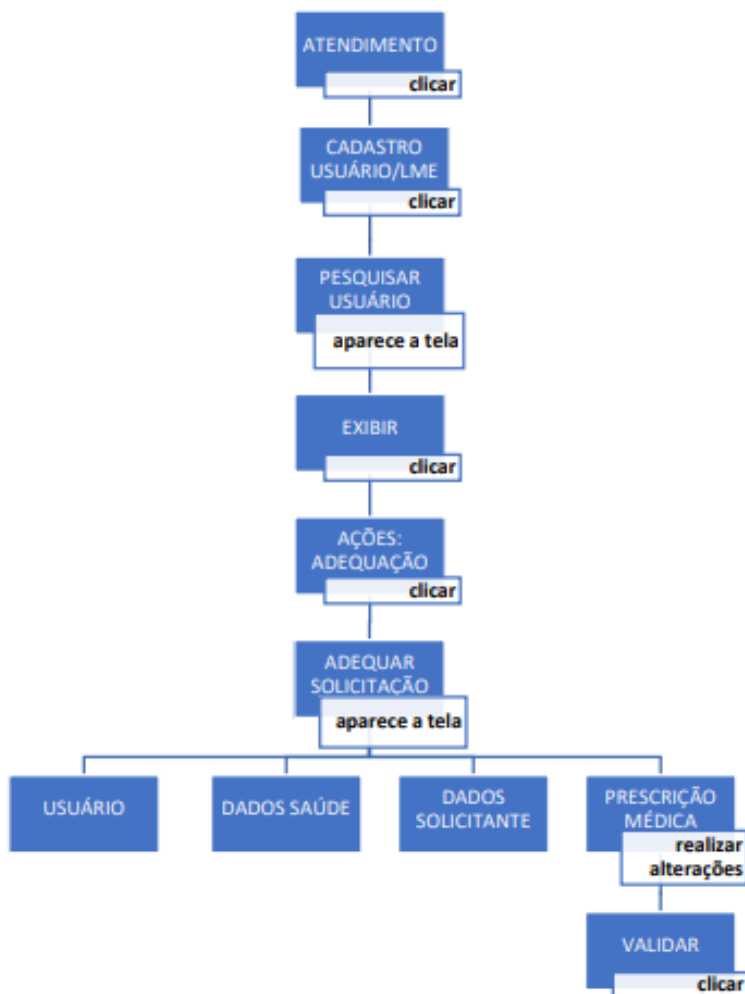 ATENDIMENTO
clicar
CADASTRO
USUÁRIO/LME
clicar
PESQUISAR
USUÁRIO
aparece a tela
EXIBIR
clicar
AÇÕES:
ADEQUAÇÃO
clicar
ADEQUAR
SOLICITAÇÃO
aparece a tela
USUÁRIO
DADOS SAÚDE
DADOS
SOLICITANTE
PRESCRIÇÃO
MÉDICA
realizar
alterações
VALIDAR
clicar